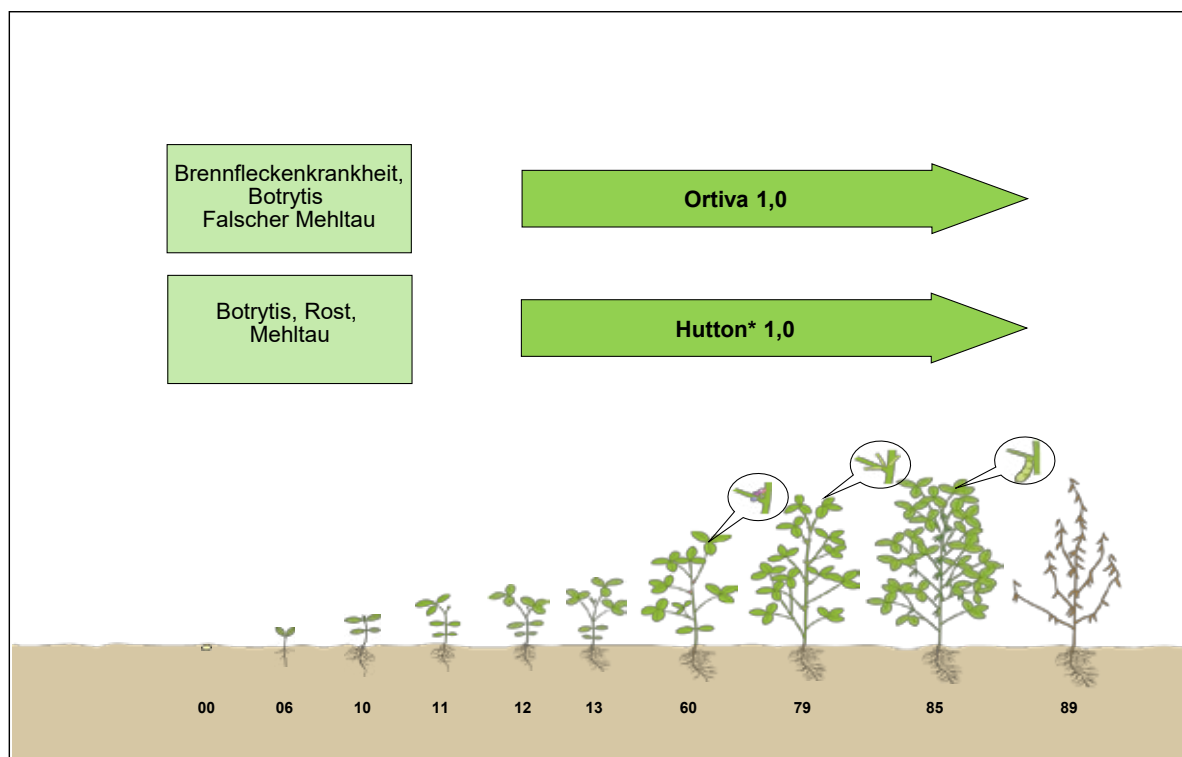 Brennfleckenkrankheit,
Botrytis
Falscher Mehltau
Ortiva 1,0
Botrytis, Rost,
Mehltau
Hutton* 1,0
00 06 10 11 12 13 60 79 85 89